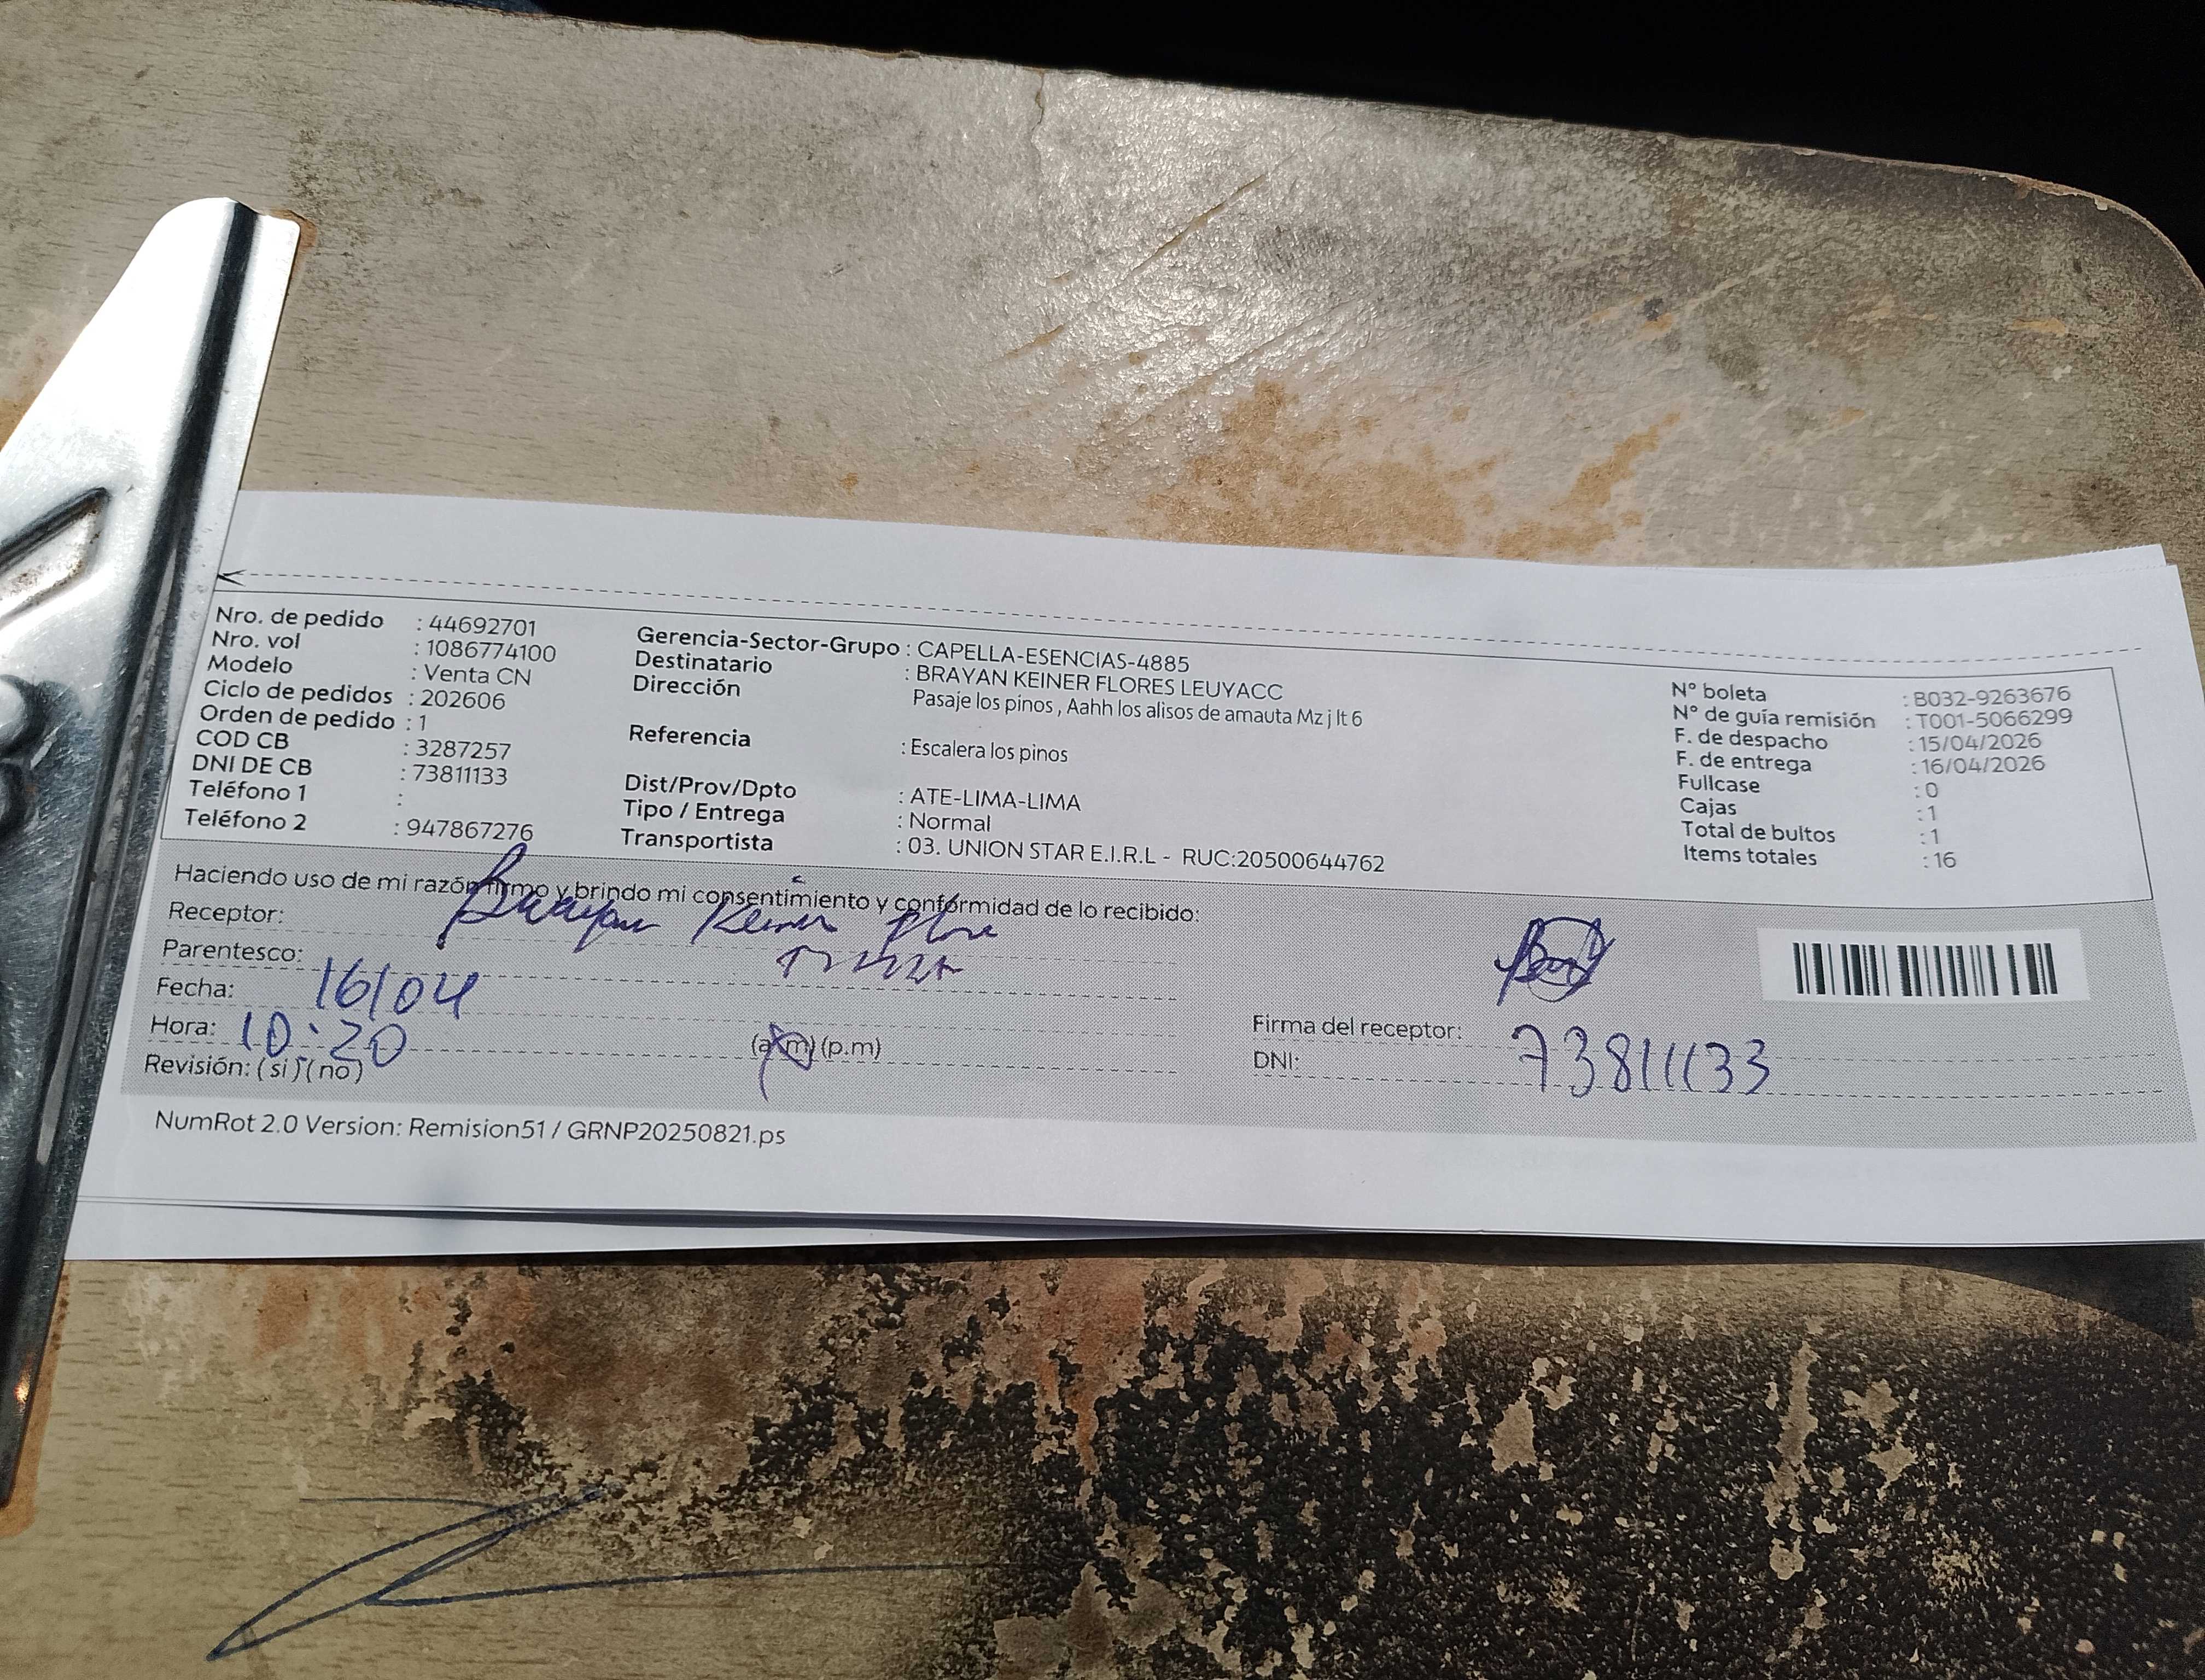 Nro. de pedido : 44692701
Nro. vol : 1086774100
Modelo : Venta CN
Ciclo de pedidos : 202606
Orden de pedido : 1
COD CB : 3287257
DNI DE CB : 73811133
Teléfono 1 :
Teléfono 2 : 947867276
Gerencia-Sector-Grupo : CAPELLA-ESENCIAS-4885
Destinatario : BRAYAN KEINER FLORES LEUYACC
Dirección Pasaje los pinos , Aahh los alisos de amauta Mz j lt 6
Referencia : Escalera los pinos
Dist/Prov/Dpto : ATE-LIMA-LIMA
Tipo / Entrega : Normal
Transportista : 03. UNION STAR E.I.R.L - RUC:20500644762
N° boleta : B032-9263676
N° de guía remisión : T001-5066299
F. de despacho : 15/04/2026
F. de entrega : 16/04/2026
Fullcase : 0
Cajas : 1
Total de bultos : 1
Items totales : 16
Haciendo uso de mi razón firmo y brindo mi consentimiento y conformidad de lo recibido:
Receptor: Brayan Keiner Flore
Parentesco:
Fecha: 16/04
Hora: 10:20 (a.m) (p.m)
Revisión: (si) (no)
Firma del receptor:
DNI: 73811133
NumRot 2.0 Version: Remision51 / GRNP20250821.ps